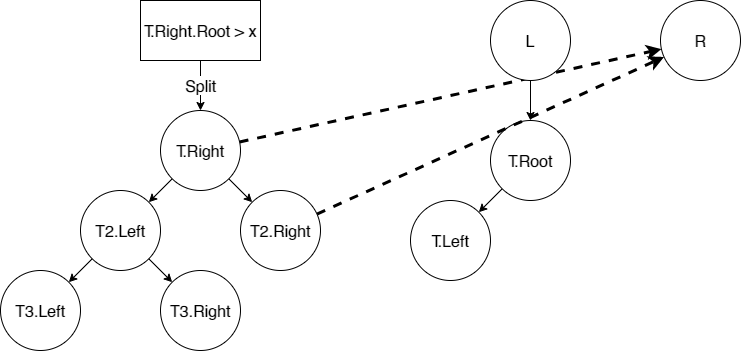 T.Right.Root > x
L
R
Split
T.Right
T.Root
T2.Left
T2.Right
T.Left
T3.Left
T3.Right